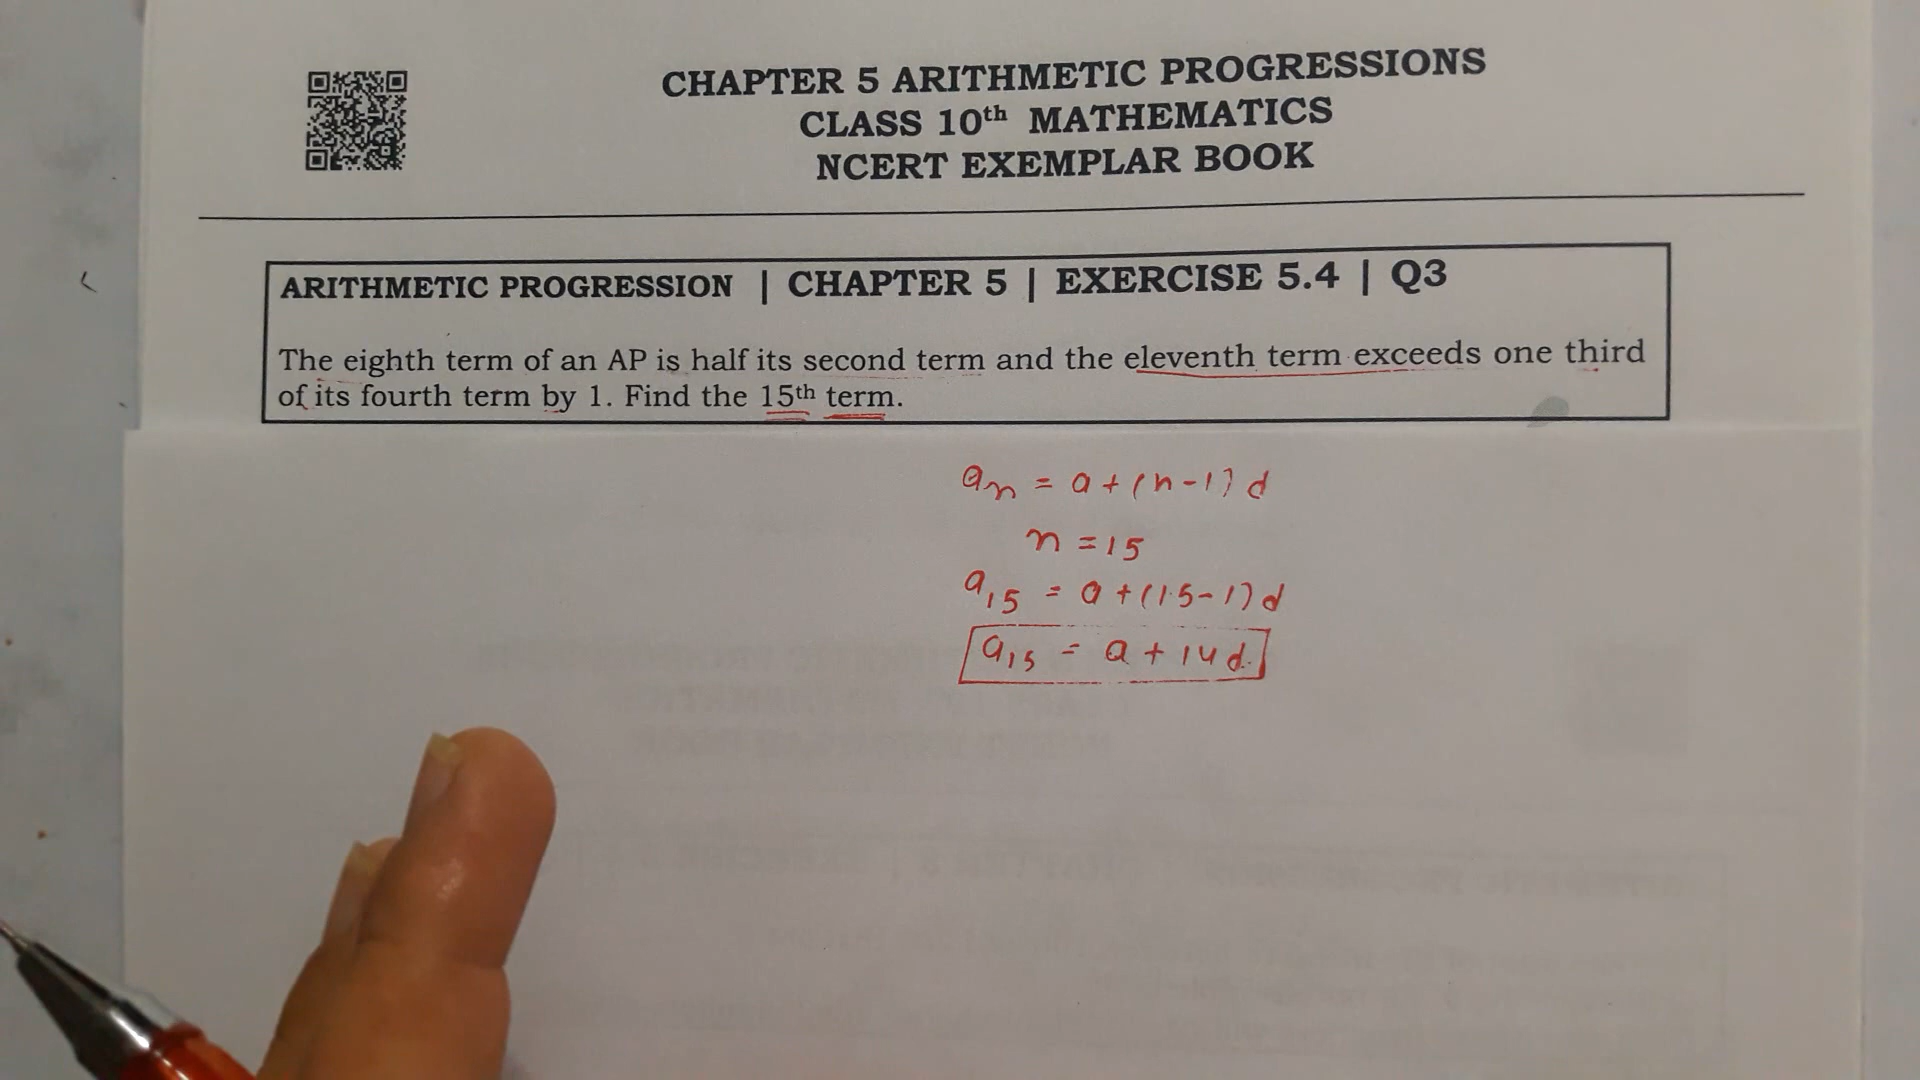 CHAPTER 5 ARITHMETIC PROGRESSIONS
CLASS 10th MATHEMATICS
NCERT EXEMPLAR BOOK
ARITHMETIC PROGRESSION | CHAPTER 5 | EXERCISE 5.4 | Q3
The eighth term of an AP is half its second term and the eleventh term exceeds one third
of its fourth term by 1. Find the 15th term.
an = a + (n-1) d
n = 15
a15 = a + (15-1) d
a15 = a + 14d